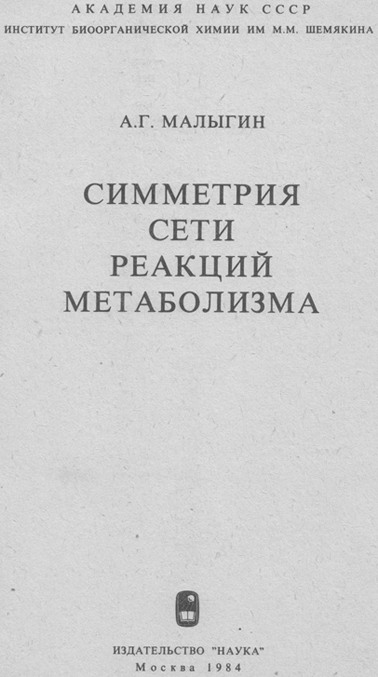 АКАДЕМИЯ НАУК СССР
ИНСТИТУТ БИООРГАНИЧЕСКОЙ ХИМИИ ИМ М.М. ШЕМЯКИНА
А.Г. МАЛЫГИН
СИММЕТРИЯ
СЕТИ
РЕАКЦИЙ
МЕТАБОЛИЗМА
ИЗДАТЕЛЬСТВО "НАУКА"
Москва 1984